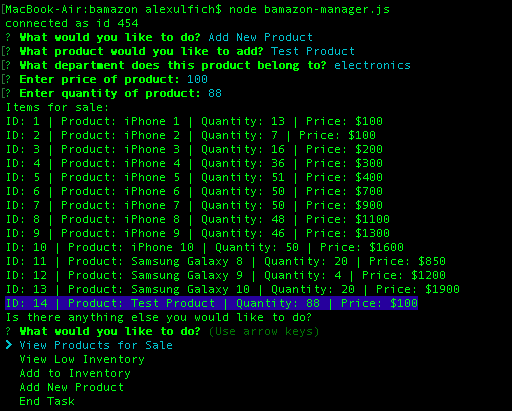 [MacBook-Air:bamazon alexulfich$ node bamazon-manager.js
connected as id 454
? What would you like to do? Add New Product
[? What product would you like to add? Test Product
[? What department does this product belong to? electronics
[? Enter price of product: 100
[? Enter quantity of product: 88
Items for sale:
ID: 1 | Product: iPhone 1 | Quantity: 13 | Price: $100
ID: 2 | Product: iPhone 2 | Quantity: 7 | Price: $100
ID: 3 | Product: iPhone 3 | Quantity: 16 | Price: $200
ID: 4 | Product: iPhone 4 | Quantity: 36 | Price: $300
ID: 5 | Product: iPhone 5 | Quantity: 51 | Price: $400
ID: 6 | Product: iPhone 6 | Quantity: 50 | Price: $700
ID: 7 | Product: iPhone 7 | Quantity: 50 | Price: $900
ID: 8 | Product: iPhone 8 | Quantity: 48 | Price: $1100
ID: 9 | Product: iPhone 9 | Quantity: 46 | Price: $1300
ID: 10 | Product: iPhone 10 | Quantity: 50 | Price: $1600
ID: 11 | Product: Samsung Galaxy 8 | Quantity: 20 | Price: $850
ID: 12 | Product: Samsung Galaxy 9 | Quantity: 4 | Price: $1200
ID: 13 | Product: Samsung Galaxy 10 | Quantity: 20 | Price: $1900
ID: 14 | Product: Test Product | Quantity: 88 | Price: $100
Is there anything else you would like to do?
? What would you like to do? (Use arrow keys)
❯ View Products for Sale
View Low Inventory
Add to Inventory
Add New Product
End Task